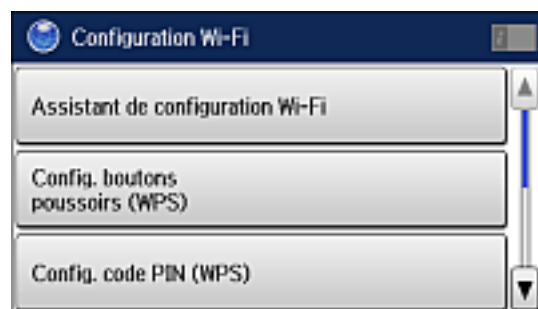 Configuration Wi-Fi
Assistant de configuration Wi-Fi
Config. boutons
poussoirs (WPS)
Config. code PIN (WPS)